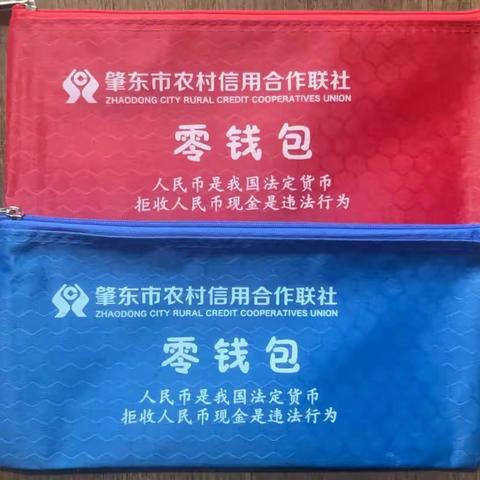 肇东市农村信用合作联社
ZHAODONG CITY RURAL CREDIT COOPERATIVES UNION
零钱包
人民币是我国法定货币
拒收人民币现金是违法行为
肇东市农村信用合作联社
ZHAODONG CITY RURAL CREDIT COOPERATIVES UNION
零钱包
人民币是我国法定货币
拒收人民币现金是违法行为